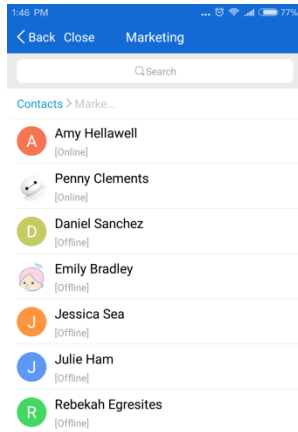 1:46 PM ... 77%
Back Close Marketing
Search
Contacts > Marke...
A Amy Hellawell
[Online]
Penny Clements
[Online]
D Daniel Sanchez
[Offline]
Emily Bradley
[Offline]
J Jessica Sea
[Offline]
J Julie Ham
[Offline]
R Rebekah Egresites
[Offline]